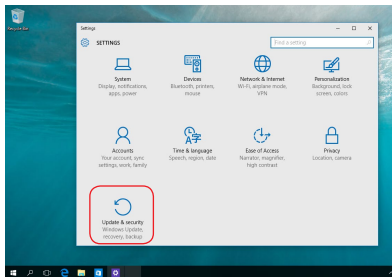 Recycle Bin
Settings
SETTINGS
Find a setting
System
Display, notifications,
apps, power
Devices
Bluetooth, printers,
mouse
Network & Internet
Wi-Fi, airplane mode,
VPN
Personalization
Background, lock
screen, colors
Accounts
Your account, sync
settings, work, family
Time & language
Speech, region, date
Ease of Access
Narrator, magnifier,
high contrast
Privacy
Location, camera
Update & security
Windows Update,
recovery, backup